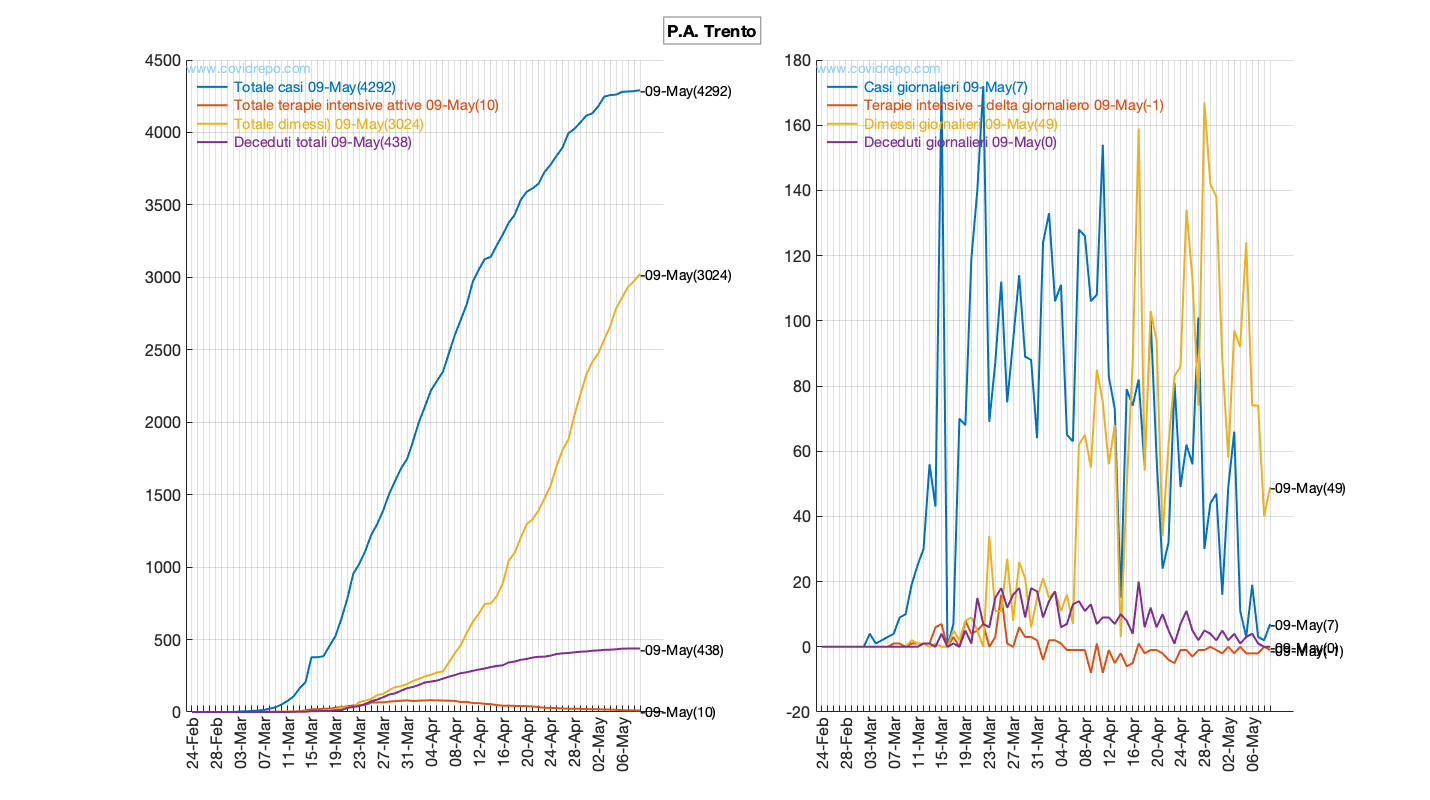 P.A. Trento
www.covidrepo.com
Totale casi 09-May(4292)
Totale terapie intensive attive 09-May(10)
Totale dimessi) 09-May(3024)
Deceduti totali 09-May(438)
4500
4000
3500
3000
2500
2000
1500
1000
500
0
-09-May(4292)
-09-May(3024)
-09-May(438)
-09-May(10)
24-Feb
28-Feb
03-Mar
07-Mar
11-Mar
15-Mar
19-Mar
23-Mar
27-Mar
31-Mar
04-Apr
08-Apr
12-Apr
16-Apr
20-Apr
24-Apr
28-Apr
02-May
06-May
www.covidrepo.com
Casi giornalieri 09-May(7)
Terapie intensive - delta giornaliero 09-May(-1)
Dimessi giornalieri 09-May(49)
Deceduti giornalieri 09-May(0)
180
160
140
120
100
80
60
40
20
0
-20
-09-May(49)
-09-May(7)
-09-May(0)
-09-May(-1)
24-Feb
28-Feb
03-Mar
07-Mar
11-Mar
15-Mar
19-Mar
23-Mar
27-Mar
31-Mar
04-Apr
08-Apr
12-Apr
16-Apr
20-Apr
24-Apr
28-Apr
02-May
06-May